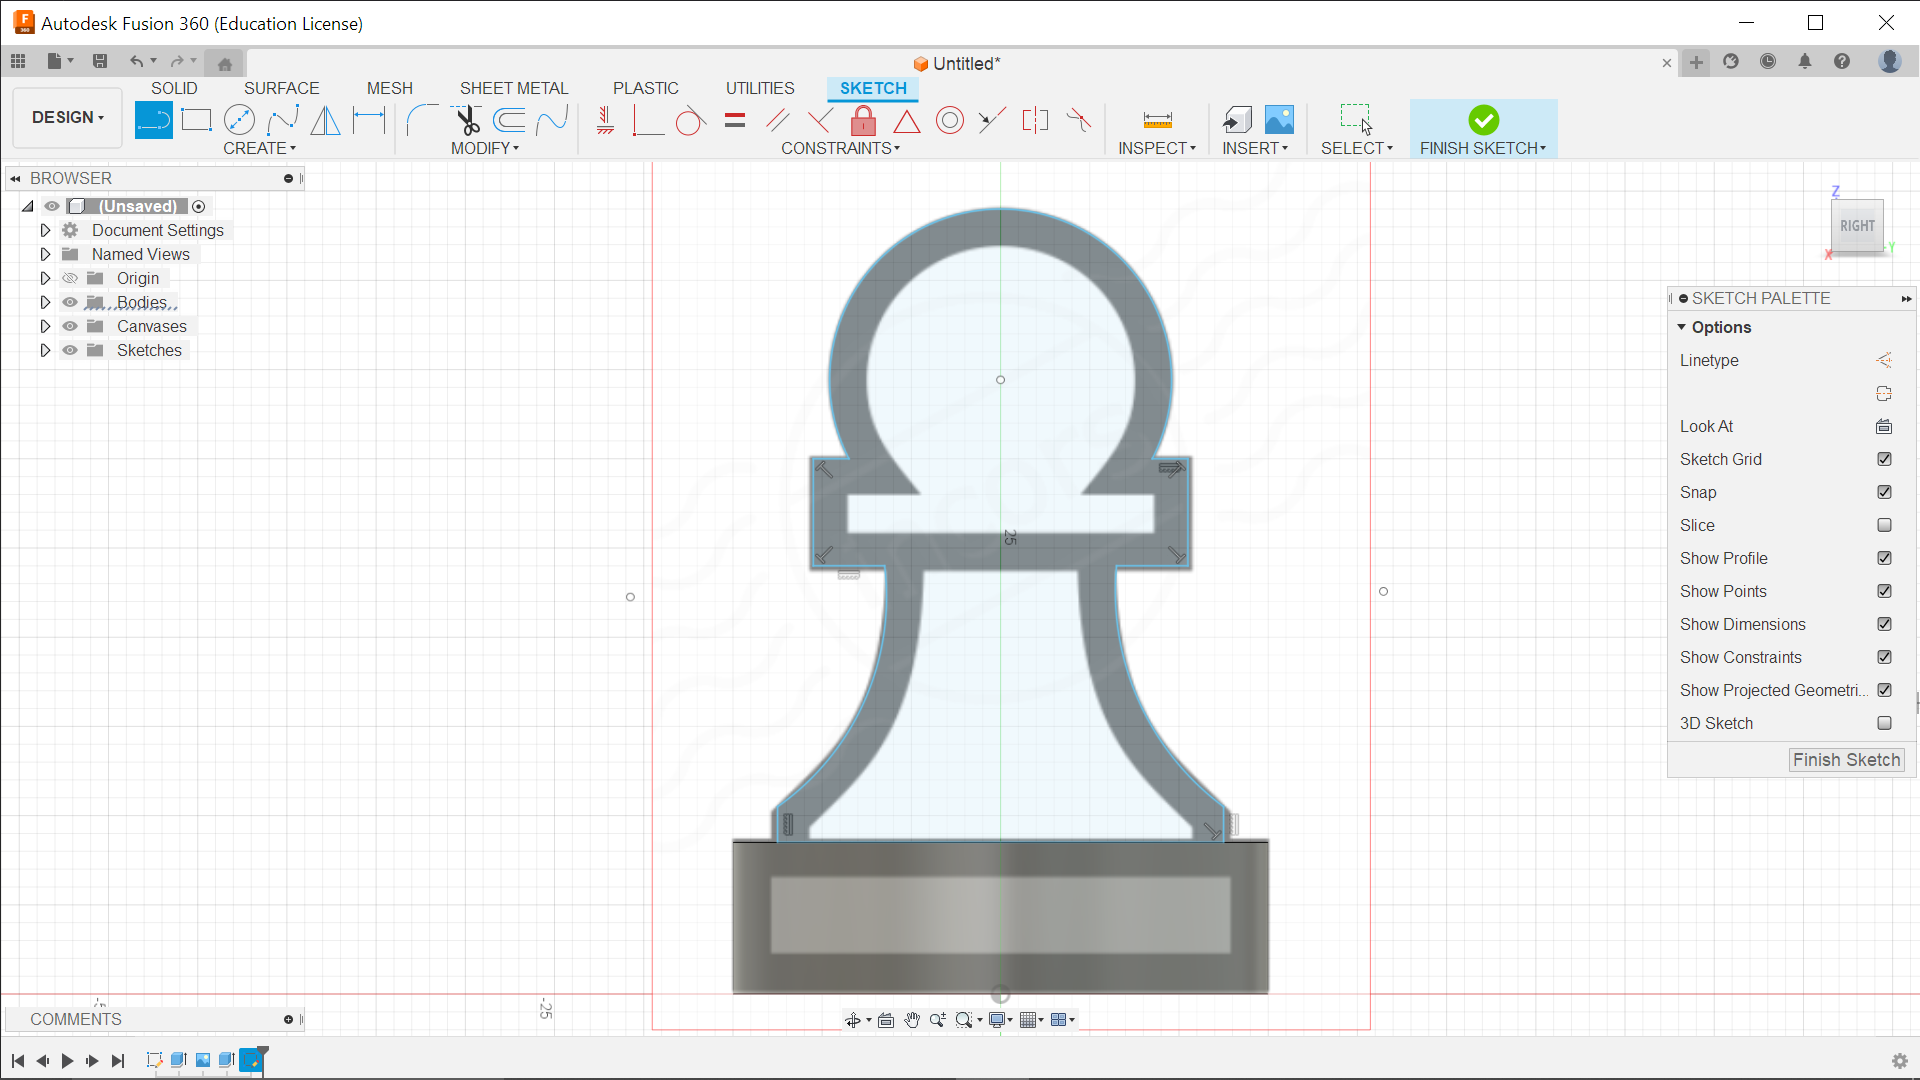 Autodesk Fusion 360 (Education License)
Untitled*
SOLID SURFACE MESH SHEET METAL PLASTIC UTILITIES SKETCH
DESIGN
CREATE MODIFY CONSTRAINTS INSPECT INSERT SELECT FINISH SKETCH
BROWSER
(Unsaved)
Document Settings
Named Views
Origin
Bodies
Canvases
Sketches
Z
RIGHT
X
Y
SKETCH PALETTE
Options
Linetype
Look At
Sketch Grid
Snap
Slice
Show Profile
Show Points
Show Dimensions
Show Constraints
Show Projected Geometri...
3D Sketch
Finish Sketch
25
-25
COMMENTS